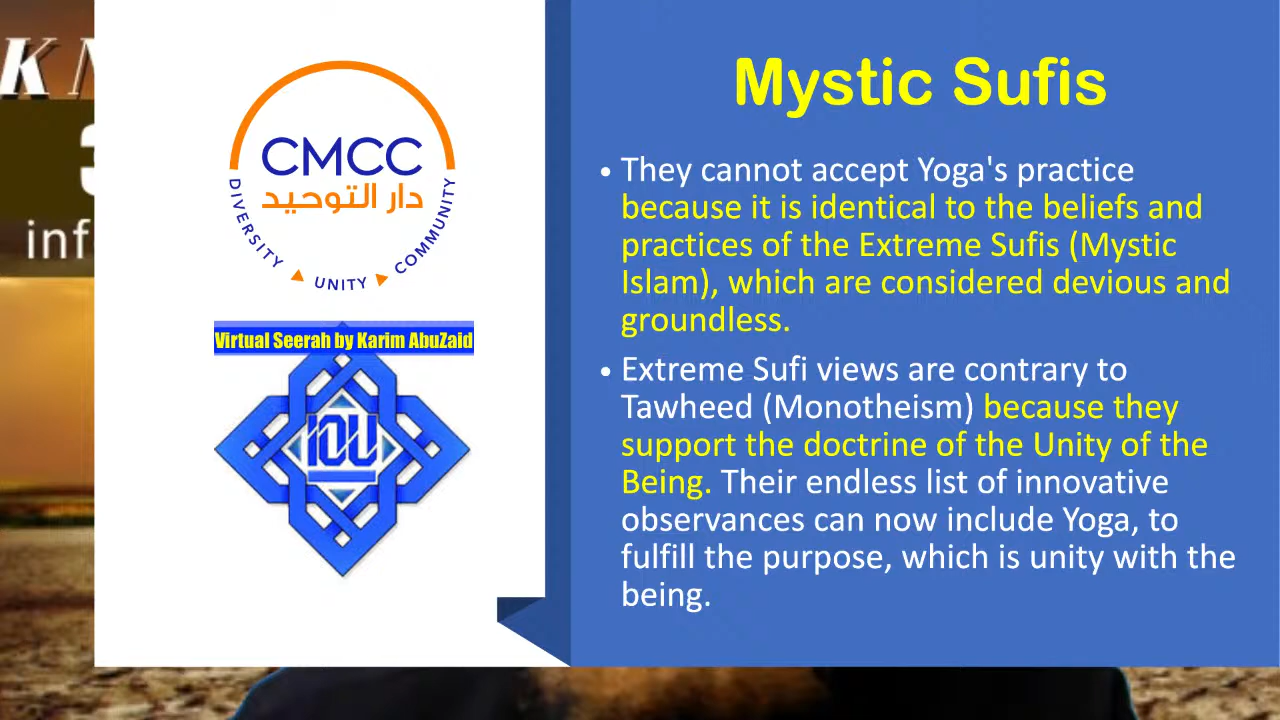 K
inf
CMCC
دار التوحيد
DIVERSITY UNITY COMMUNITY
Virtual Seerah by Karim AbuZaid
IOU
Mystic Sufis
• They cannot accept Yoga's practice
because it is identical to the beliefs and
practices of the Extreme Sufis (Mystic
Islam), which are considered devious and
groundless.
• Extreme Sufi views are contrary to
Tawheed (Monotheism) because they
support the doctrine of the Unity of the
Being. Their endless list of innovative
observances can now include Yoga, to
fulfill the purpose, which is unity with the
being.